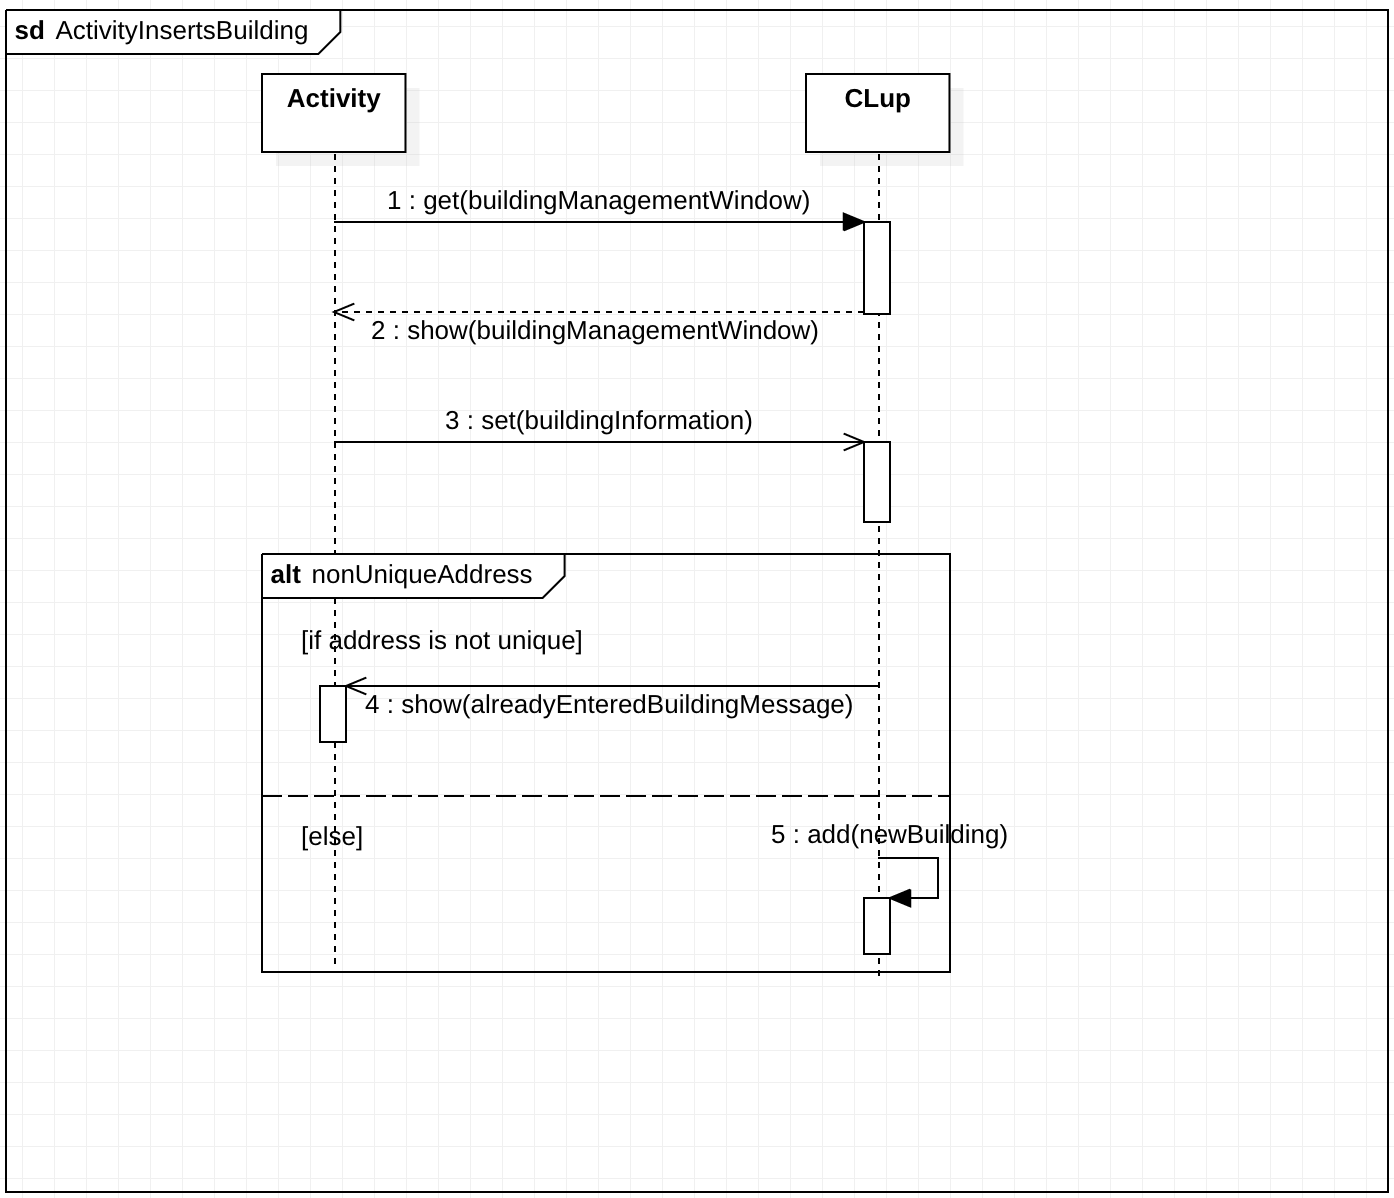 sd ActivityInsertsBuilding
Activity
CLup
1 : get(buildingManagementWindow)
2 : show(buildingManagementWindow)
3 : set(buildingInformation)
alt nonUniqueAddress
[if address is not unique]
4 : show(alreadyEnteredBuildingMessage)
[else]
5 : add(newBuilding)